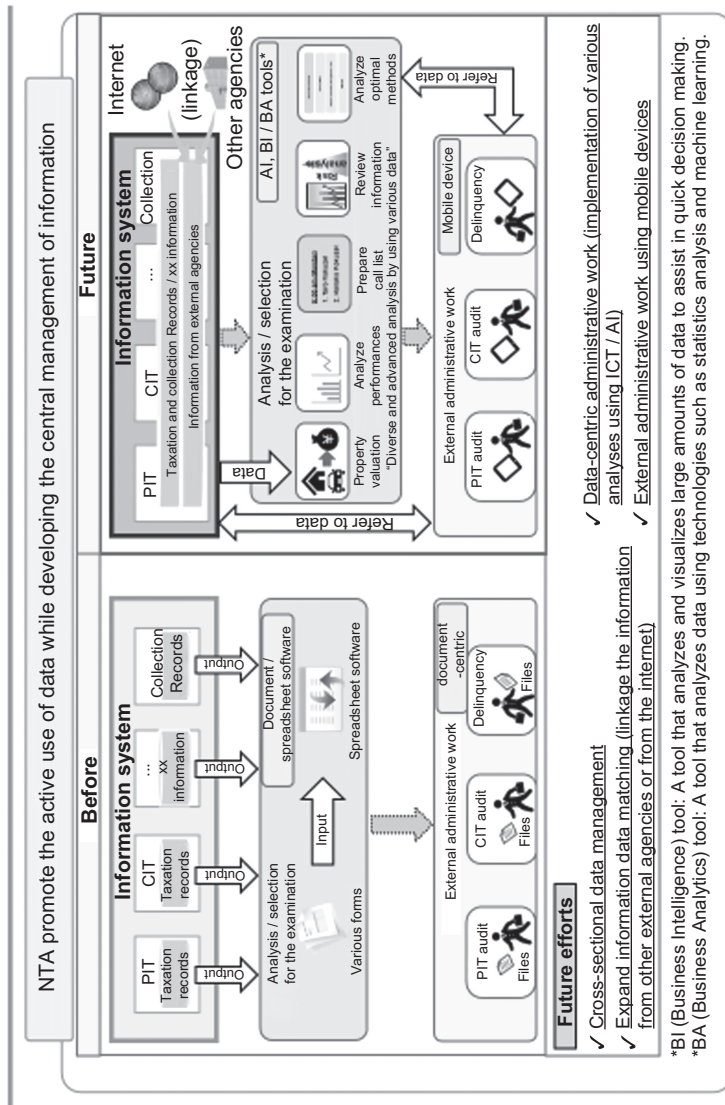 NTA promote the active use of data while developing the central management of information
Before
Information system
PIT
Taxation
records
CIT
Taxation
records
...
xx
information
Collection
Records
Output
Output
Output
Output
Analysis / selection
for the examination
Various forms
Input
Document /
spreadsheet software
Spreadsheet software
External administrative work
document
-centric
PIT audit
Files
CIT audit
Files
Delinquency
Files
Future
Information system
PIT
CIT
...
Collection
Taxation and collection Records / xx information
Information from external agencies
Internet
(linkage)
Other agencies
Data
Refer to data
Analysis / selection
for the examination
AI, BI / BA tools*
Property
valuation
Analyze
performances
Prepare
call list
Risk
analysis
Review
information
Analyze
optimal
methods
"Diverse and advanced analysis by using various data"
Refer to data
External administrative work
Mobile device
PIT audit
CIT audit
Delinquency
Future efforts
✓ Cross-sectional data management
✓ Expand information data matching (linkage the information
from other external agencies or from the internet)
✓ Data-centric administrative work (implementation of various
analyses using ICT / AI)
✓ External administrative work using mobile devices
*BI (Business Intelligence) tool: A tool that analyzes and visualizes large amounts of data to assist in quick decision making.
*BA (Business Analytics) tool: A tool that analyzes data using technologies such as statistics analysis and machine learning.